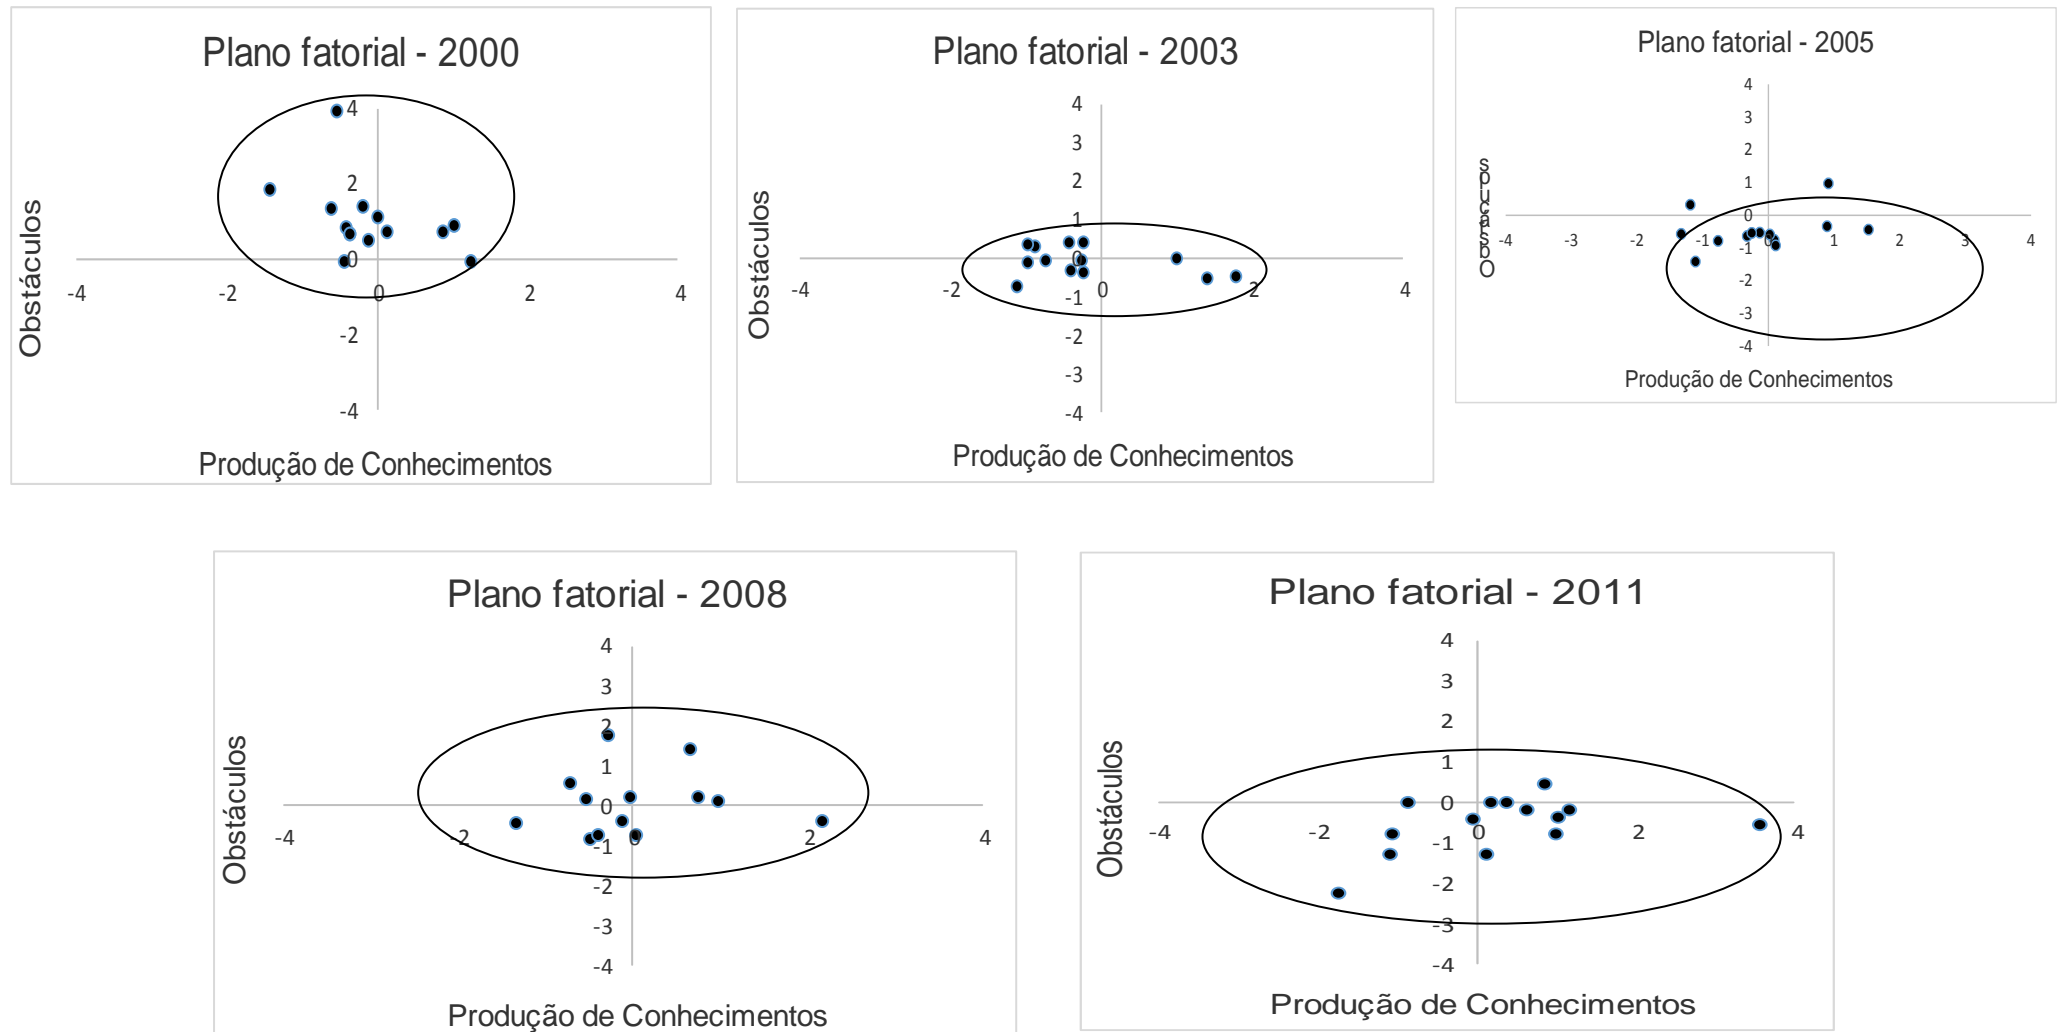 Plano fatorial - 2000
4
2
0
-4 -2 0 2 4
-2
-4
Obstáculos
Produção de Conhecimentos
Plano fatorial - 2003
4
3
2
1
0
-4 -2 0 2 4
-1
-2
-3
-4
Obstáculos
Produção de Conhecimentos
Plano fatorial - 2005
4
3
2
1
0
-4 -3 -2 -1 0 1 2 3 4
-1
-2
-3
-4
Obstáculos
Produção de Conhecimentos
Plano fatorial - 2008
4
3
2
1
0
-4 -2 0 2 4
-1
-2
-3
-4
Obstáculos
Produção de Conhecimentos
Plano fatorial - 2011
4
3
2
1
0
-4 -2 0 2 4
-1
-2
-3
-4
Obstáculos
Produção de Conhecimentos